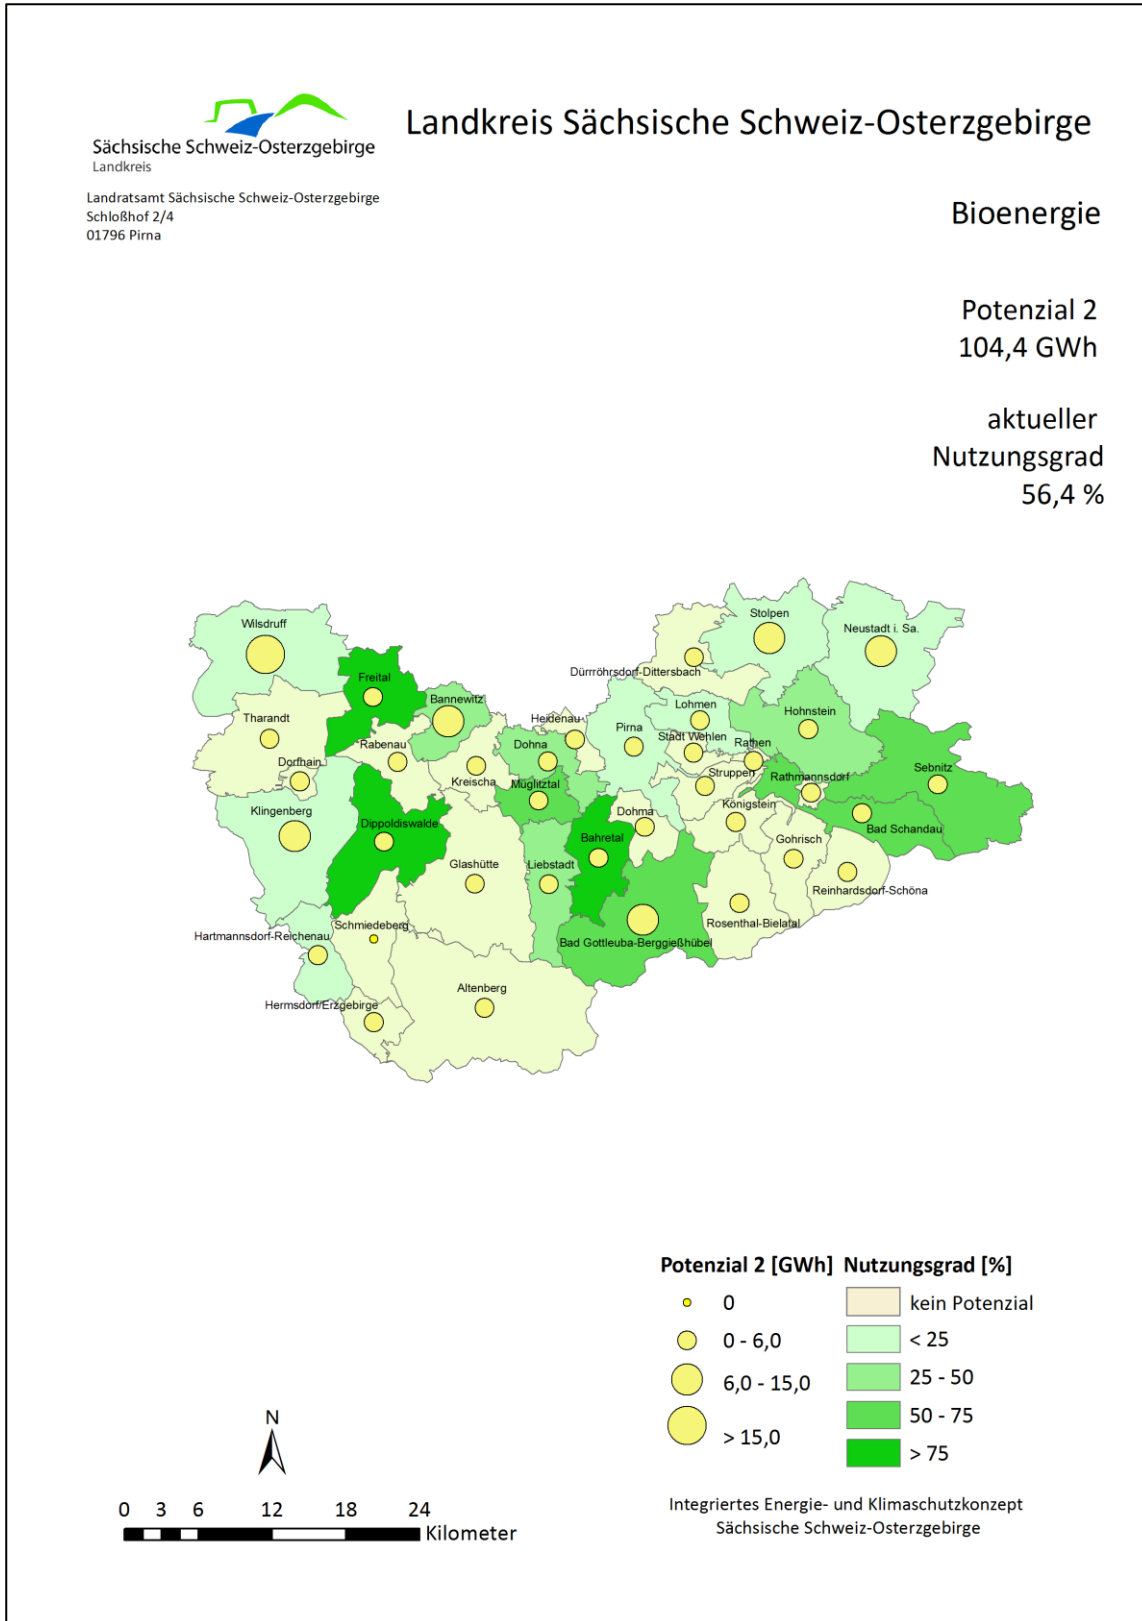 Sächsische Schweiz-Osterzgebirge
Landkreis
Landratsamt Sächsische Schweiz-Osterzgebirge
Schloßhof 2/4
01796 Pirna
Landkreis Sächsische Schweiz-Osterzgebirge
Bioenergie
Potenzial 2
104,4 GWh
aktueller
Nutzungsgrad
56,4 %
Wilsdruff
Stolpen
Neustadt i. Sa.
Dürrröhrsdorf-Dittersbach
Freital
Bannewitz
Lohmen
Hohnstein
Tharandt
Heidenau
Pirna
Rabenau
Dohna
Stadt Wehlen
Rathen
Dorfhain
Kreischa
Struppen
Sebnitz
Müglitztal
Rathmannsdorf
Klingenberg
Dippoldiswalde
Dohma
Königstein
Bad Schandau
Bahretal
Gohrisch
Glashütte
Liebstadt
Reinhardsdorf-Schöna
Schmiedeberg
Rosenthal-Bielatal
Hartmannsdorf-Reichenau
Bad Gottleuba-Berggießhübel
Altenberg
Hermsdorf/Erzgebirge
Potenzial 2 [GWh]
0
0 - 6,0
6,0 - 15,0
> 15,0
Nutzungsgrad [%]
kein Potenzial
< 25
25 - 50
50 - 75
> 75
N
0 3 6 12 18 24
Kilometer
Integriertes Energie- und Klimaschutzkonzept
Sächsische Schweiz-Osterzgebirge